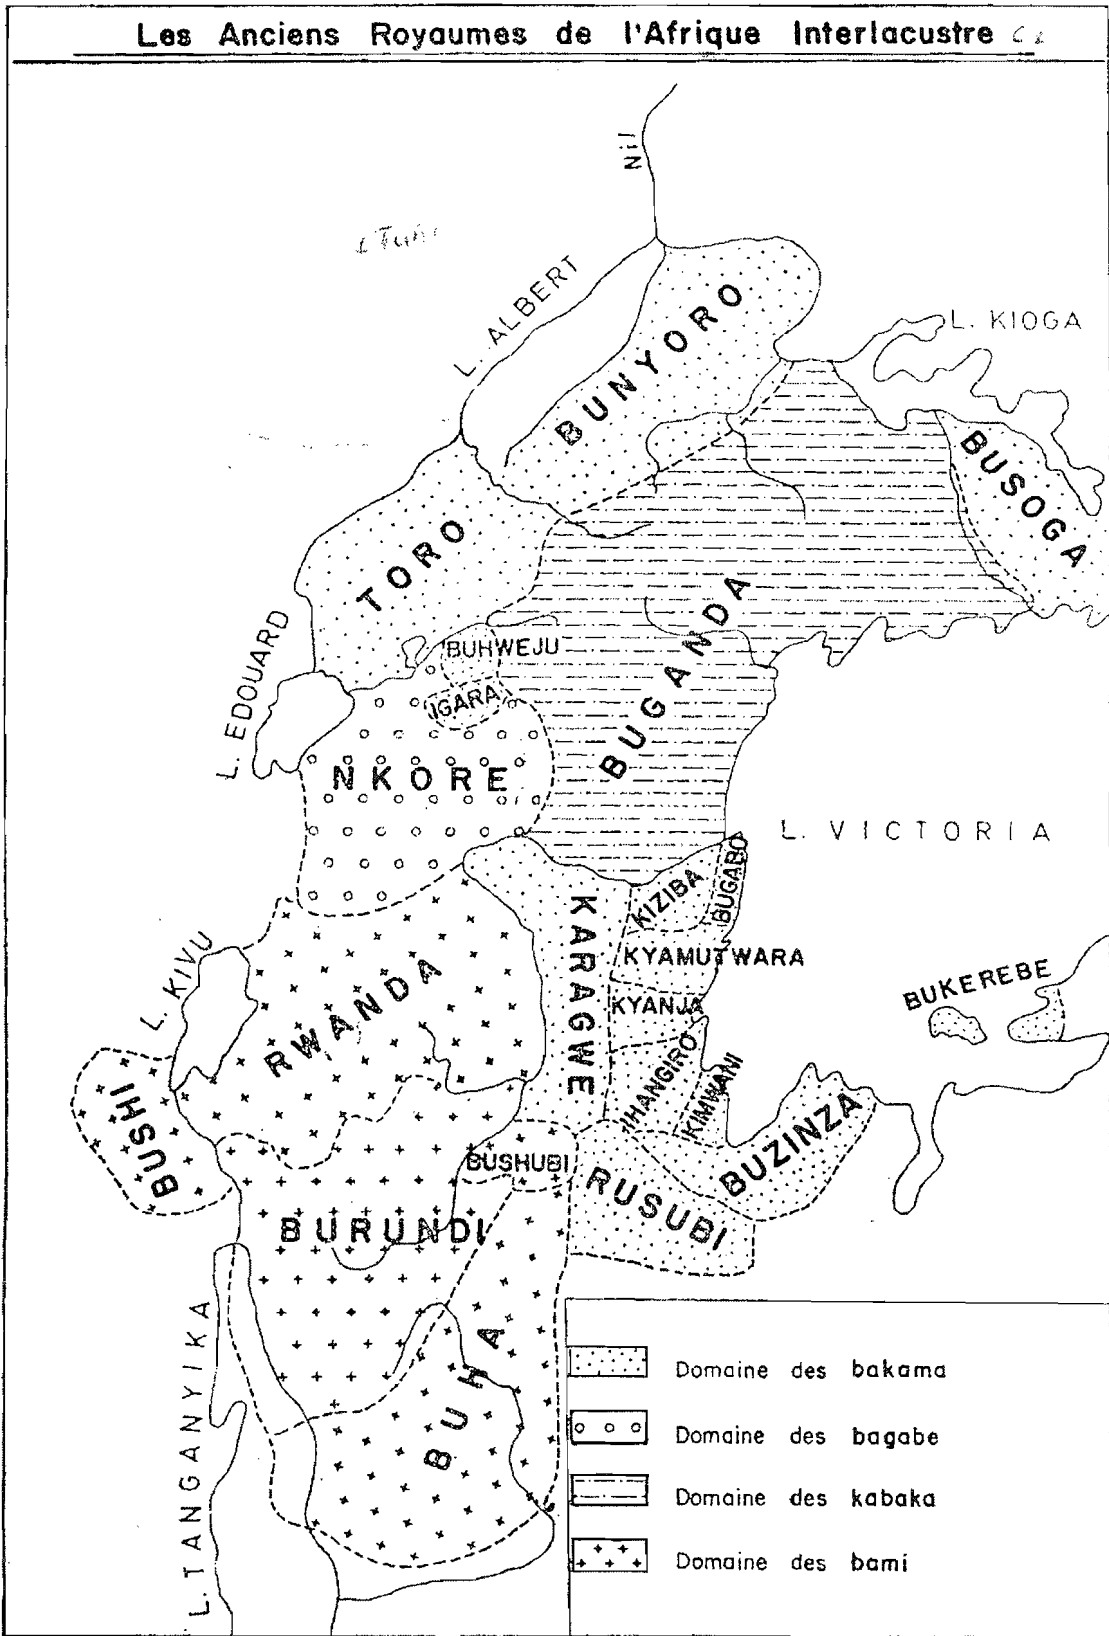 Les Anciens Royaumes de l'Afrique Interlacustre
Nil
L. ALBERT
BUNYORO
L. KIOGA
BUSOGA
TORO
BUGANDA
L. EDOUARD
BUHWEJU
IGARA
NKORE
L. VICTORIA
KIZIBA
BUGABO
KARAGWE
KYAMUTWARA
L. KIVU
RWANDA
KYANJA
BUKEREBE
IHANGIRO
KIMWANI
BUSHI
BUZINZA
BUSHUBI
RUSUBI
BURUNDI
BUHA
L. TANGANYIKA
Domaine des bakama
Domaine des bagabe
Domaine des kabaka
Domaine des bami